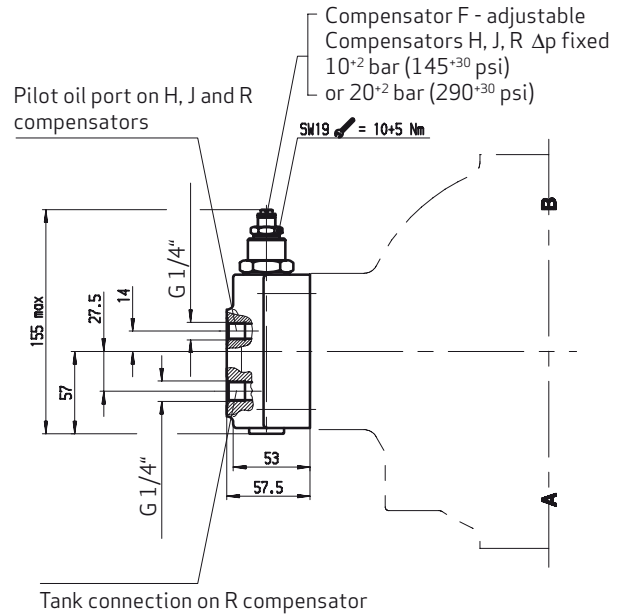 Compensator F - adjustable
Compensators H, J, R Δp fixed
10⁺² bar (145⁺³⁰ psi)
or 20⁺² bar (290⁺³⁰ psi)
Pilot oil port on H, J and R
compensators
SW19 = 10+5 Nm
B
G 1/4“
14
27.5
155 max
57
G 1/4“
53
57.5
A
Tank connection on R compensator